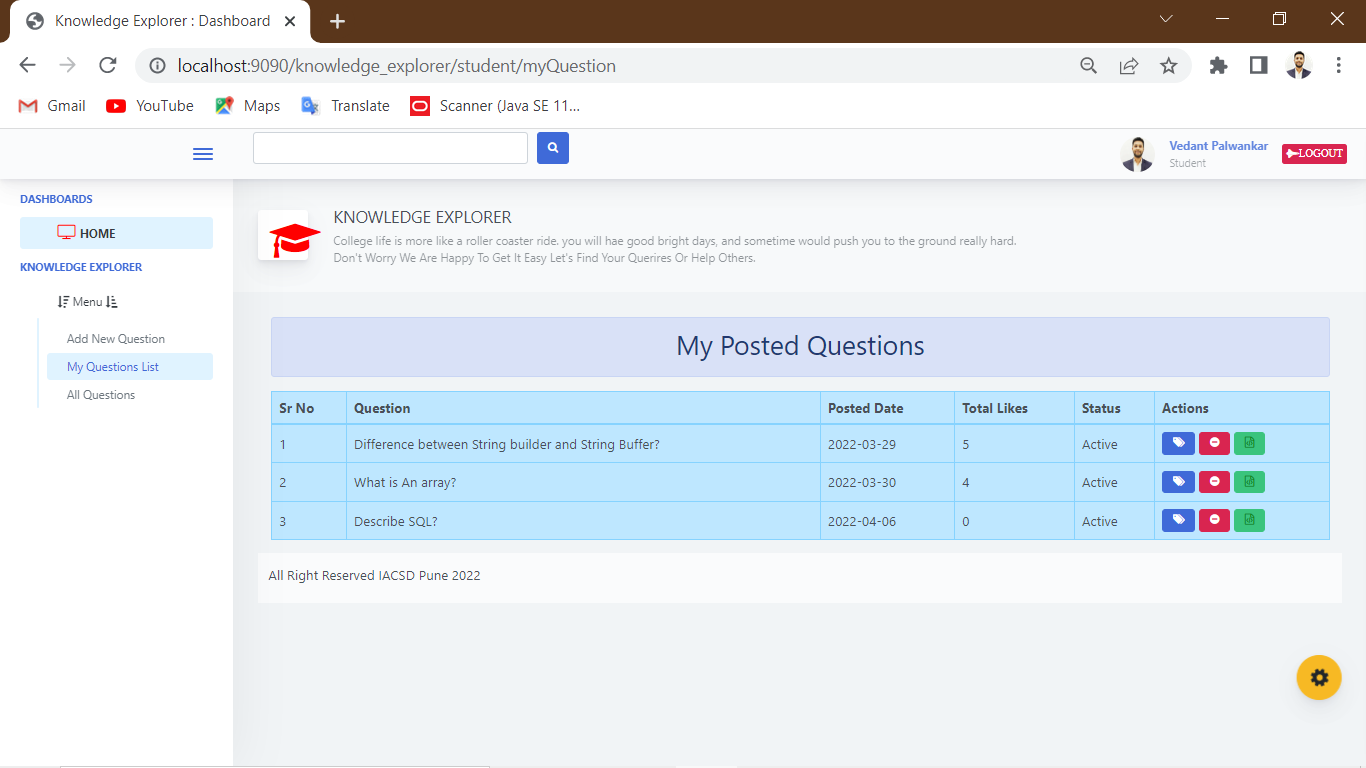 Knowledge Explorer : Dashboard
localhost:9090/knowledge_explorer/student/myQuestion
Gmail YouTube Maps Translate Scanner (Java SE 11...
Vedant Palwankar
Student
LOGOUT
DASHBOARDS
HOME
KNOWLEDGE EXPLORER
Menu
Add New Question
My Questions List
All Questions
KNOWLEDGE EXPLORER
College life is more like a roller coaster ride. you will hae good bright days, and sometime would push you to the ground really hard.
Don't Worry We Are Happy To Get It Easy Let's Find Your Querires Or Help Others.
My Posted Questions
Sr No Question Posted Date Total Likes Status Actions
1 Difference between String builder and String Buffer? 2022-03-29 5 Active
2 What is An array? 2022-03-30 4 Active
3 Describe SQL? 2022-04-06 0 Active
All Right Reserved IACSD Pune 2022